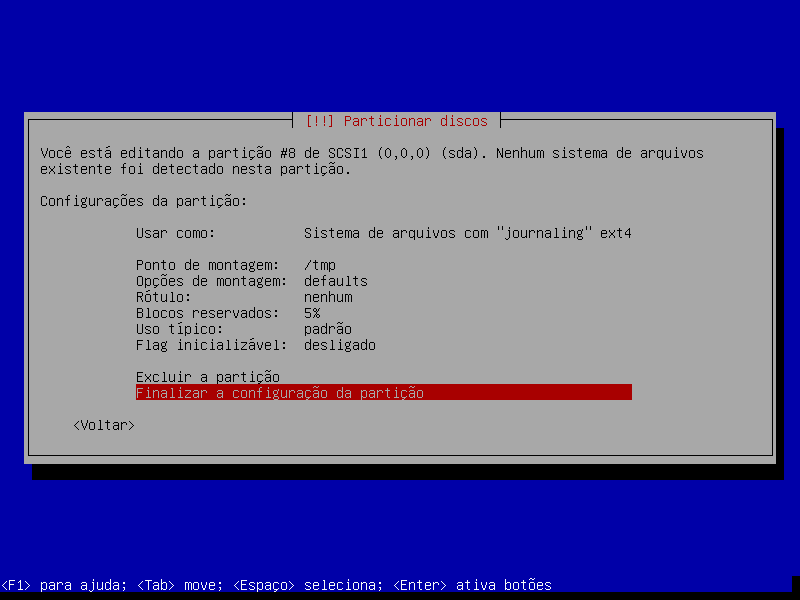 [!!] Particionar discos
Você está editando a partição #8 de SCSI1 (0,0,0) (sda). Nenhum sistema de arquivos
existente foi detectado nesta partição.
Configurações da partição:
Usar como: Sistema de arquivos com "journaling" ext4
Ponto de montagem: /tmp
Opções de montagem: defaults
Rótulo: nenhum
Blocos reservados: 5%
Uso típico: padrão
Flag inicializável: desligado
Excluir a partição
Finalizar a configuração da partição
<Voltar>
<F1> para ajuda; <Tab> move; <Espaço> seleciona; <Enter> ativa botões